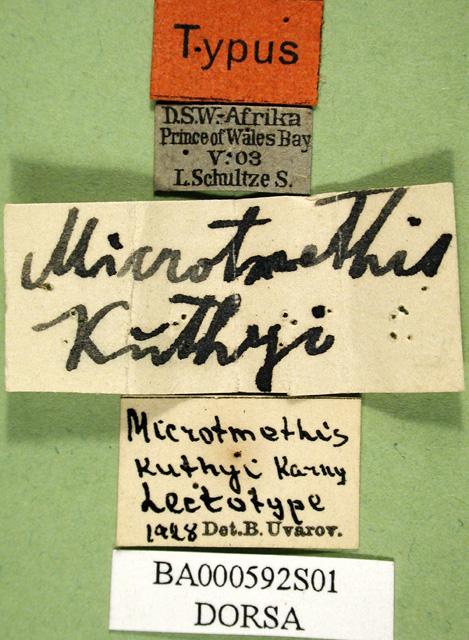 Typus
D.S.W.-Afrika
Prince of Wales Bay
V:03
L. Schultze S.
Microtmethis
Kuthyi
Microtmethis
Kuthyi Karny
Lectotype
1928 Det. B. Uvarov.
BA000592S01
DORSA